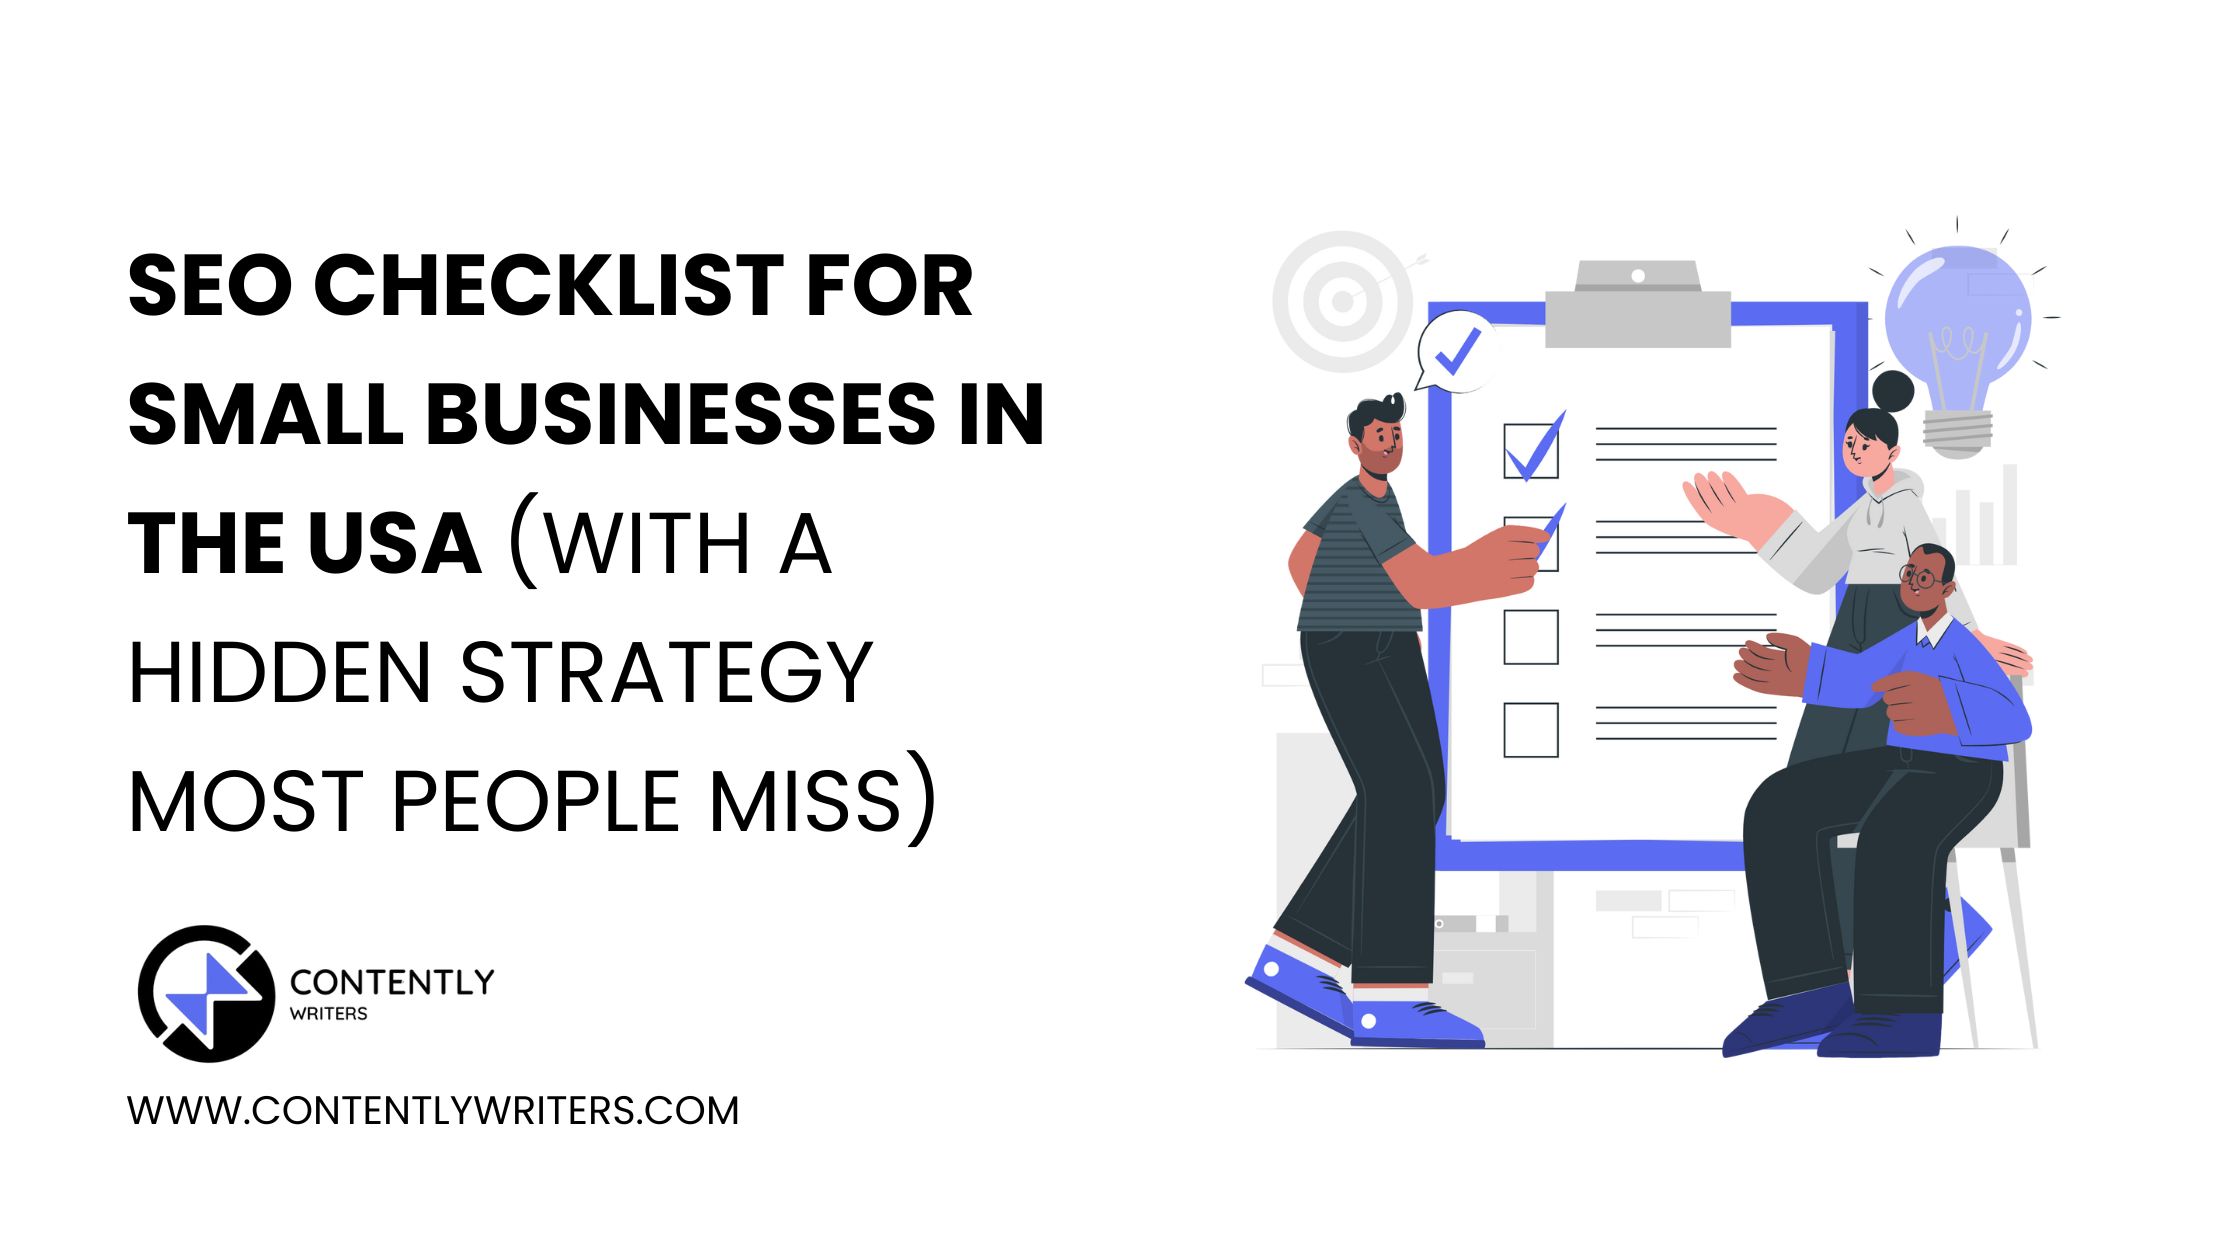 SEO CHECKLIST FOR
SMALL BUSINESSES IN
THE USA (WITH A
HIDDEN STRATEGY
MOST PEOPLE MISS)
CONTENTLY
WRITERS
WWW.CONTENTLYWRITERS.COM